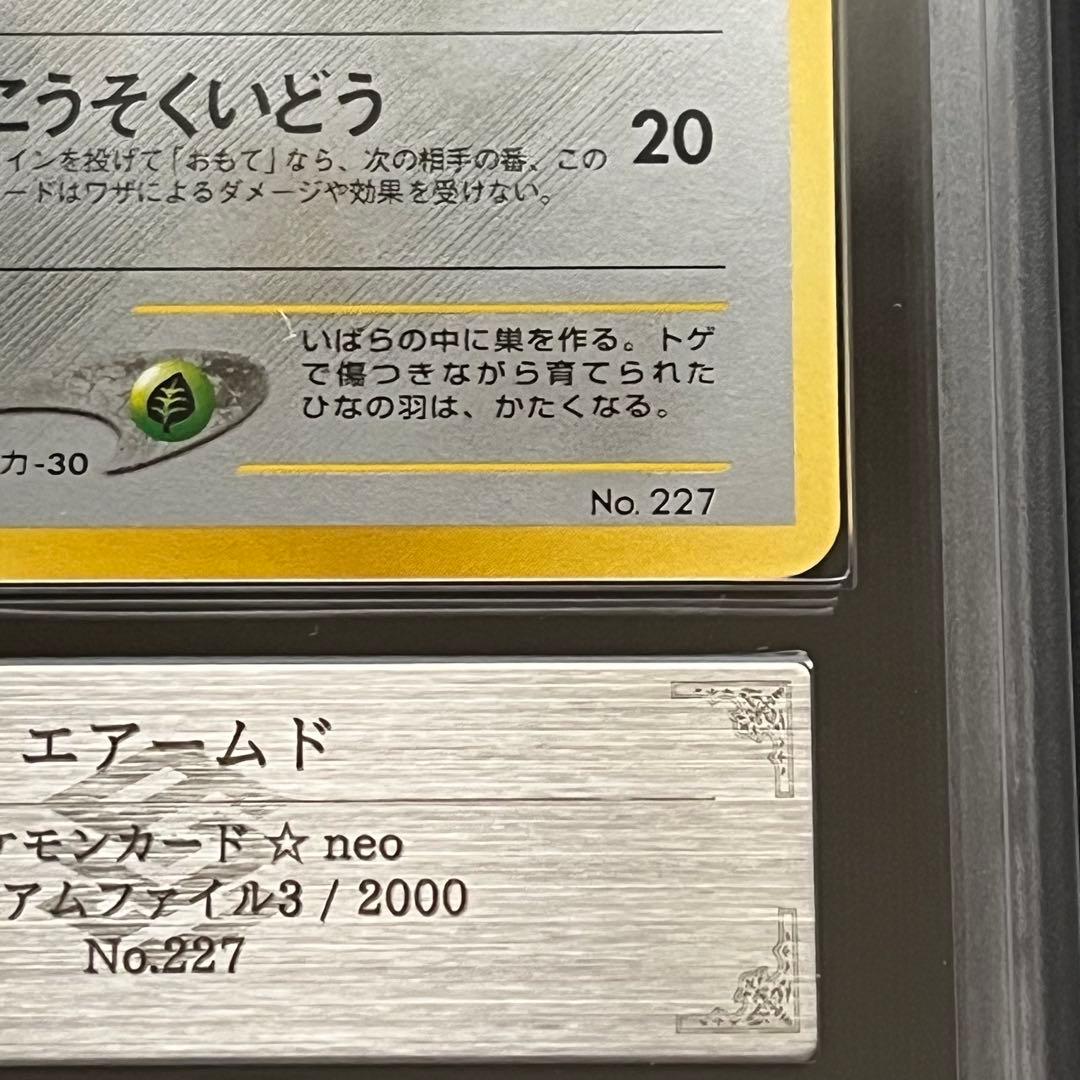 こうそくいどう 20
インを投げて「おもて」なら、次の相手の番、この
ードはワザによるダメージや効果を受けない。
いばらの中に巣を作る。トゲ
で傷つきながら育てられた
ひなの羽は、かたくなる。
力-30
No. 227
エアームド
ケモンカード ☆ neo
アムファイル3 / 2000
No.227